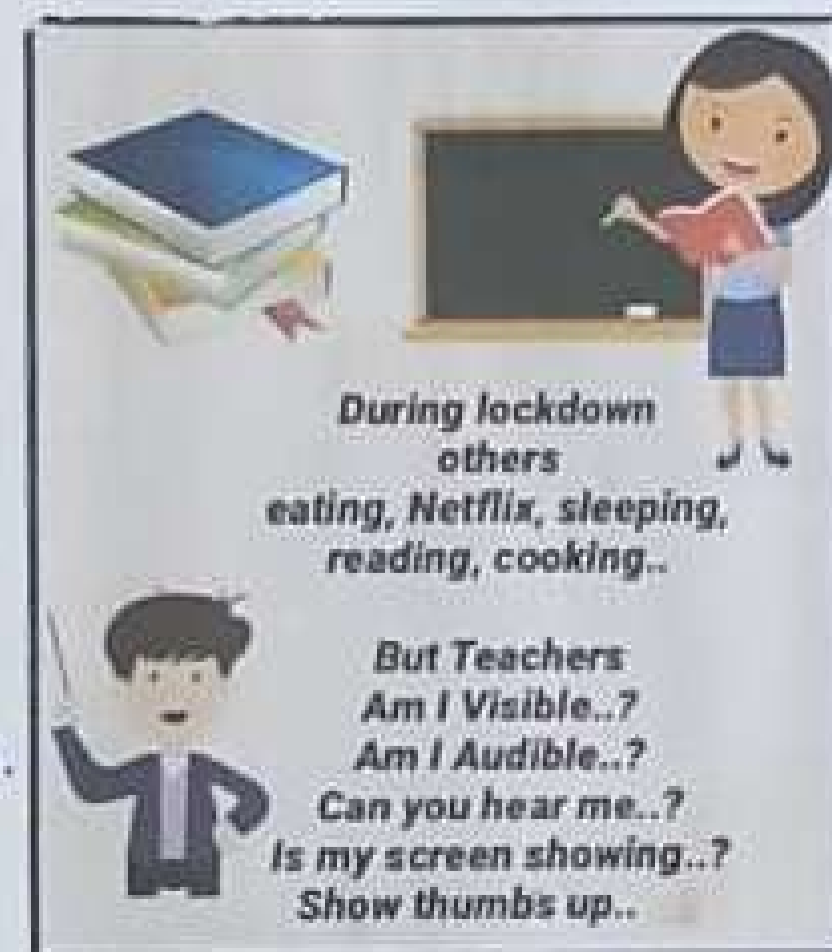 During lockdown
others
eating, Netflix, sleeping,
reading, cooking..
But Teachers
Am I Visible..?
Am I Audible..?
Can you hear me..?
Is my screen showing..?
Show thumbs up..